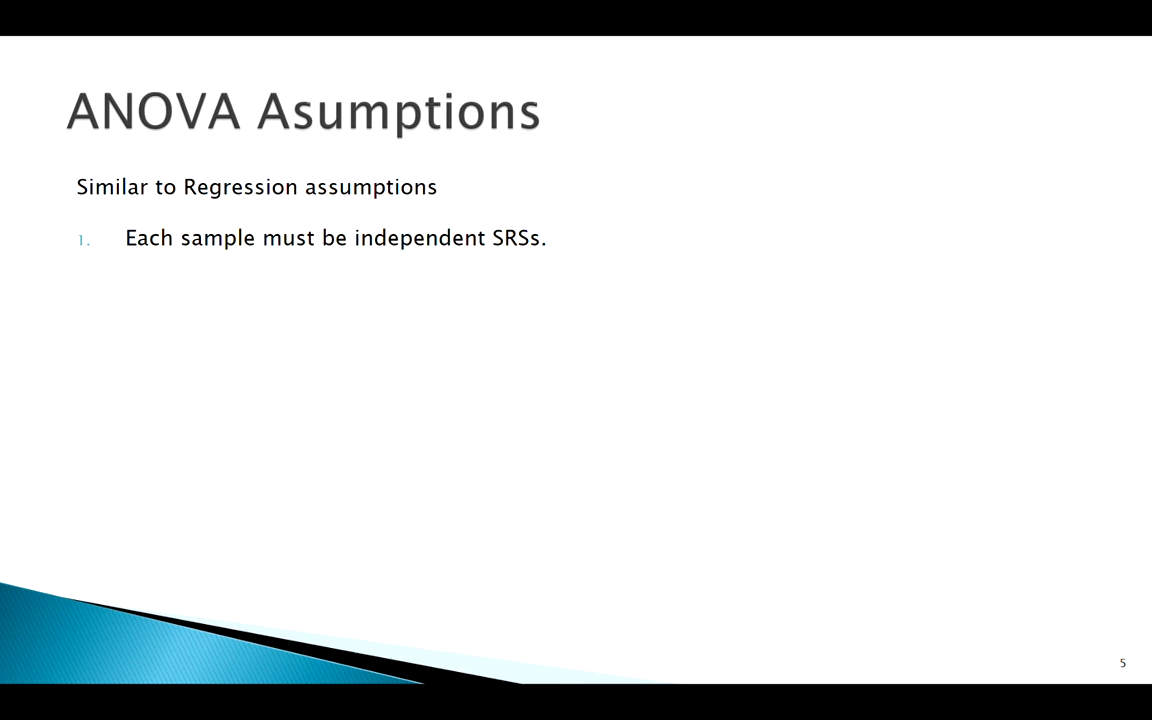 ANOVA Asumptions
Similar to Regression assumptions
1. Each sample must be independent SRSs.
5